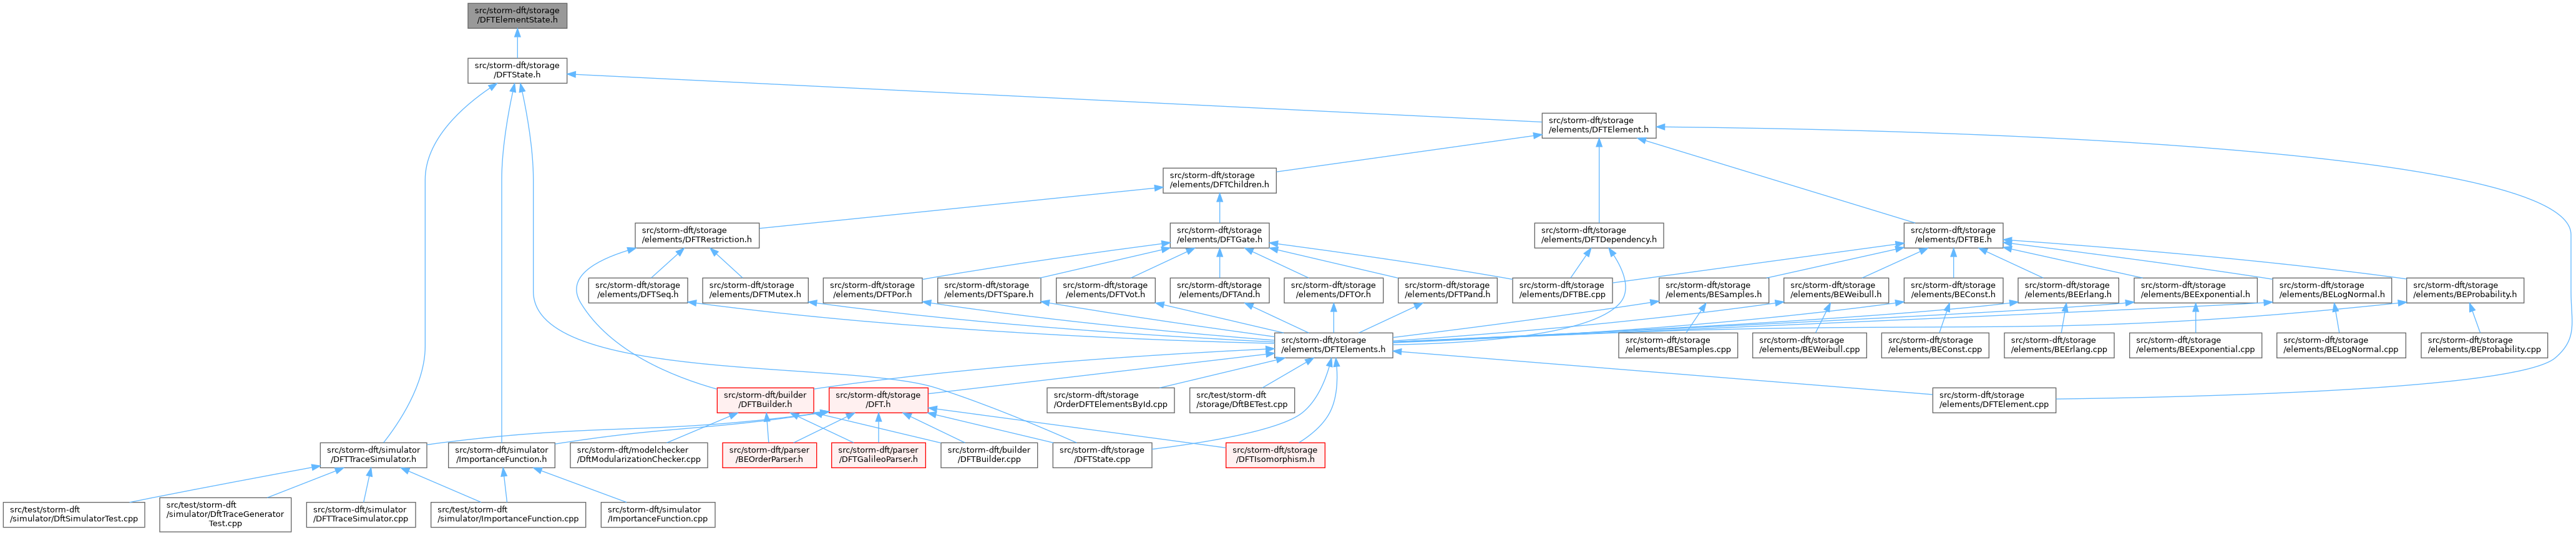 src/storm-dft/storage
/DFTElementState.h
src/storm-dft/storage
/DFTState.h
src/storm-dft/storage
/elements/DFTElement.h
src/storm-dft/storage
/elements/DFTChildren.h
src/storm-dft/storage
/elements/DFTRestriction.h
src/storm-dft/storage
/elements/DFTGate.h
src/storm-dft/storage
/elements/DFTDependency.h
src/storm-dft/storage
/elements/DFTBE.h
src/storm-dft/storage
/elements/DFTSeq.h
src/storm-dft/storage
/elements/DFTMutex.h
src/storm-dft/storage
/elements/DFTPor.h
src/storm-dft/storage
/elements/DFTSpare.h
src/storm-dft/storage
/elements/DFTVot.h
src/storm-dft/storage
/elements/DFTAnd.h
src/storm-dft/storage
/elements/DFTOr.h
src/storm-dft/storage
/elements/DFTPand.h
src/storm-dft/storage
/elements/DFTBE.cpp
src/storm-dft/storage
/elements/BESamples.h
src/storm-dft/storage
/elements/BEWeibull.h
src/storm-dft/storage
/elements/BEConst.h
src/storm-dft/storage
/elements/BEErlang.h
src/storm-dft/storage
/elements/BEExponential.h
src/storm-dft/storage
/elements/BELogNormal.h
src/storm-dft/storage
/elements/BEProbability.h
src/storm-dft/storage
/elements/DFTElements.h
src/storm-dft/storage
/elements/BESamples.cpp
src/storm-dft/storage
/elements/BEWeibull.cpp
src/storm-dft/storage
/elements/BEConst.cpp
src/storm-dft/storage
/elements/BEErlang.cpp
src/storm-dft/storage
/elements/BEExponential.cpp
src/storm-dft/storage
/elements/BELogNormal.cpp
src/storm-dft/storage
/elements/BEProbability.cpp
src/storm-dft/builder
/DFTBuilder.h
src/storm-dft/storage
/DFT.h
src/storm-dft/storage
/OrderDFTElementsById.cpp
src/test/storm-dft
/storage/DftBETest.cpp
src/storm-dft/storage
/elements/DFTElement.cpp
src/storm-dft/simulator
/DFTTraceSimulator.h
src/storm-dft/simulator
/ImportanceFunction.h
src/storm-dft/modelchecker
/DftModularizationChecker.cpp
src/storm-dft/parser
/BEOrderParser.h
src/storm-dft/parser
/DFTGalileoParser.h
src/storm-dft/builder
/DFTBuilder.cpp
src/storm-dft/storage
/DFTState.cpp
src/storm-dft/storage
/DFTIsomorphism.h
src/test/storm-dft
/simulator/DftSimulatorTest.cpp
src/test/storm-dft
/simulator/DftTraceGenerator
Test.cpp
src/storm-dft/simulator
/DFTTraceSimulator.cpp
src/test/storm-dft
/simulator/ImportanceFunction.cpp
src/storm-dft/simulator
/ImportanceFunction.cpp